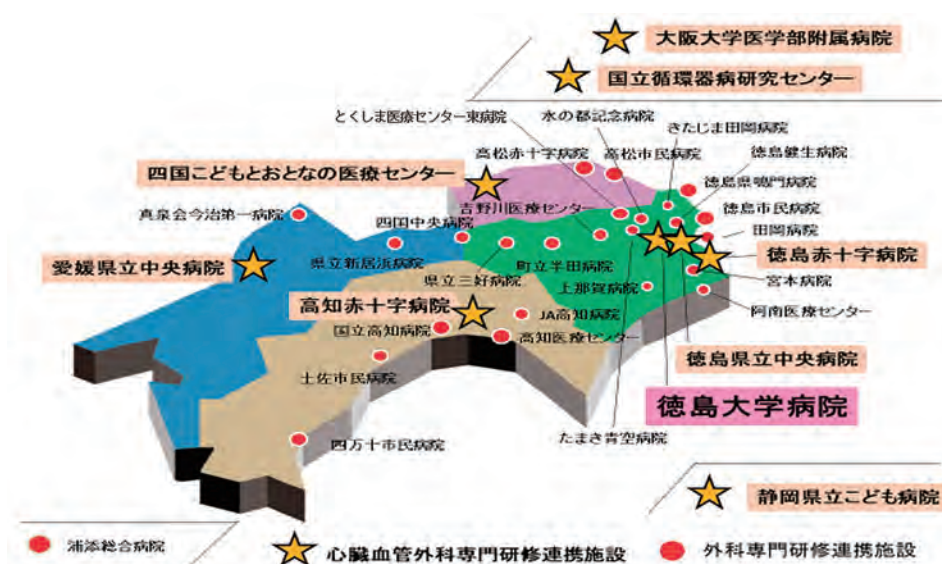 大阪大学医学部附属病院
国立循環器病研究センター
とくしま医療センター東病院
水の都記念病院
きたじま田岡病院
高松赤十字病院
高松市民病院
徳島健生病院
四国こどもとおとなの医療センター
徳島県鳴門病院
真泉会今治第一病院
吉野川医療センター
徳島市民病院
四国中央病院
田岡病院
愛媛県立中央病院
県立新居浜病院
町立半田病院
徳島赤十字病院
県立三好病院
上那賀病院
宮本病院
高知赤十字病院
JA高知病院
阿南医療センター
国立高知病院
高知医療センター
徳島県立中央病院
土佐市民病院
徳島大学病院
たまき青空病院
四万十市民病院
静岡県立こども病院
浦添総合病院
心臓血管外科専門研修連携施設
外科専門研修連携施設